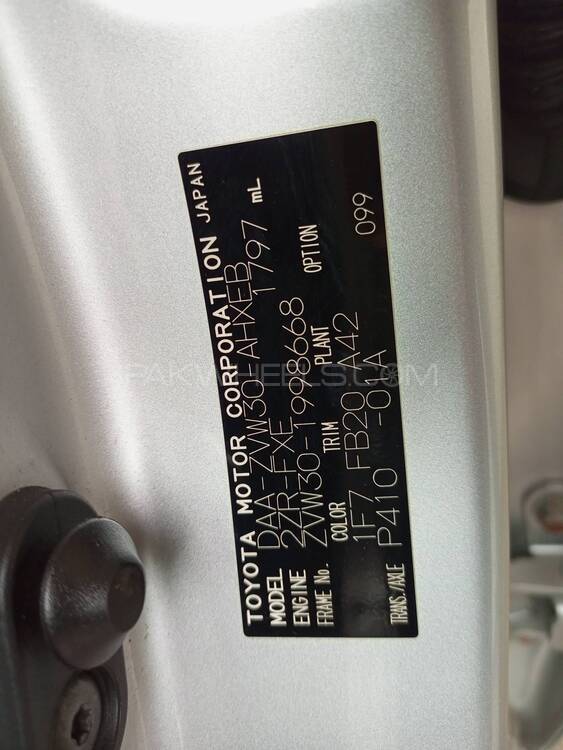 TOYOTA MOTOR CORPORATION JAPAN
MODEL DAA-ZVW30-AHXEB
ENGINE 2ZR-FXE 1797 mL
FRAME No. ZVW30-1998668
COLOR TRIM PLANT OPTION
1F7 FB20 A42
TRANS./AXLE P410 -01A 099
PAKWHEELS.COM